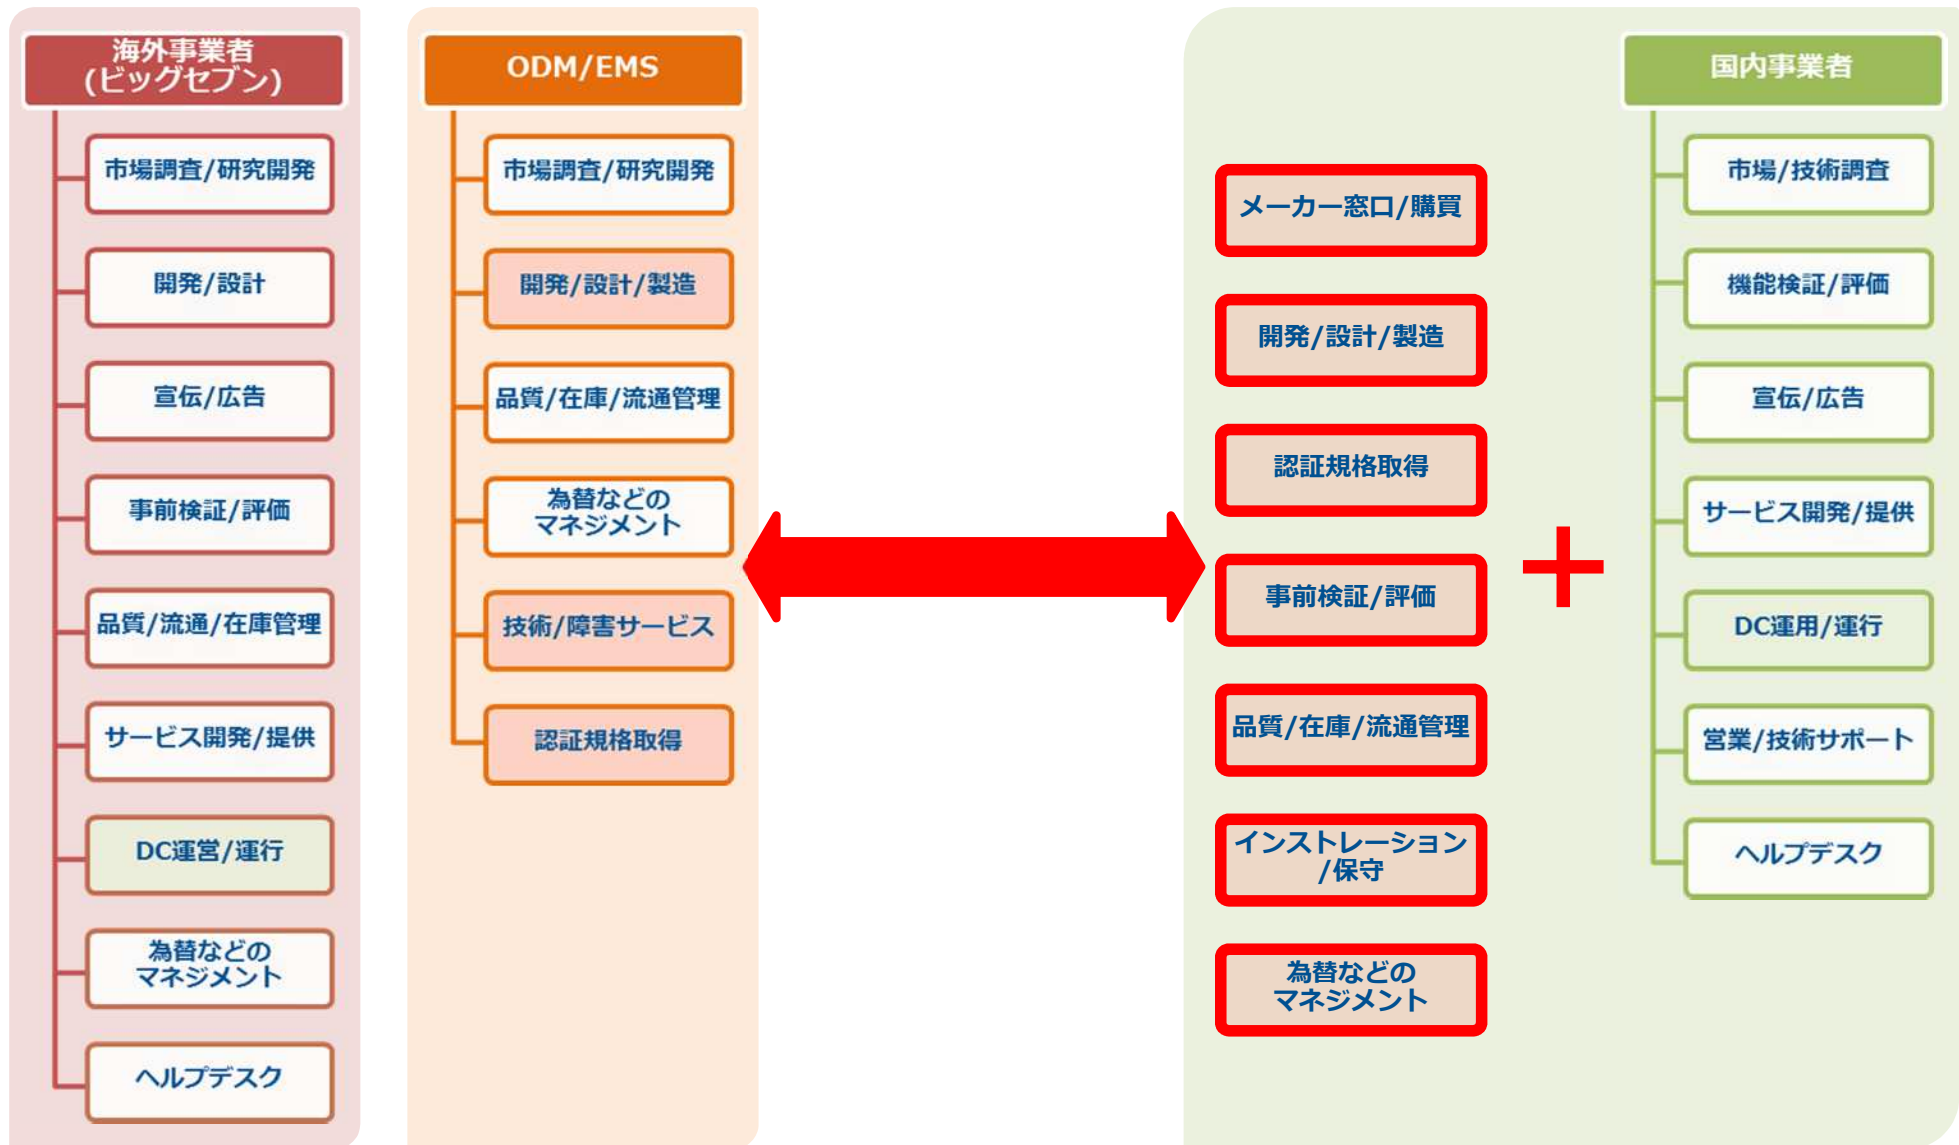 海外事業者
(ビッグセブン)
市場調査/研究開発
開発/設計
宣伝/広告
事前検証/評価
品質/流通/在庫管理
サービス開発/提供
DC運営/運行
為替などの
マネジメント
ヘルプデスク
ODM/EMS
市場調査/研究開発
開発/設計/製造
品質/在庫/流通管理
為替などの
マネジメント
技術/障害サービス
認証規格取得
メーカー窓口/購買
開発/設計/製造
認証規格取得
事前検証/評価
品質/在庫/流通管理
インストレーション
/保守
為替などの
マネジメント
+
国内事業者
市場/技術調査
機能検証/評価
宣伝/広告
サービス開発/提供
DC運用/運行
営業/技術サポート
ヘルプデスク